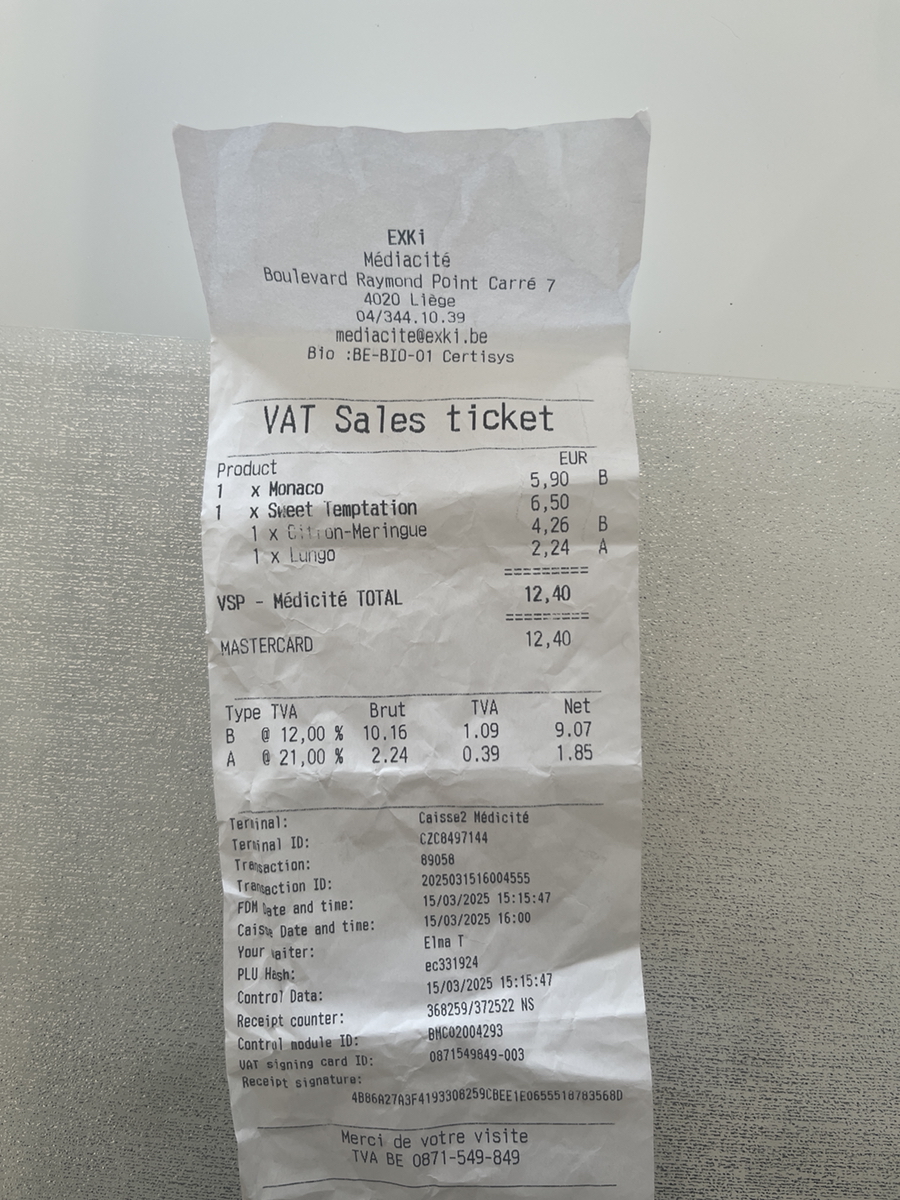 EXKi
Médiacité
Boulevard Raymond Point Carré 7
4020 Liège
04/344.10.39
mediacite@exki.be
Bio :BE-BIO-01 Certisys
VAT Sales ticket
Product EUR
1 x Monaco 5,90 B
1 x Sweet Temptation 6,50
1 x Citron-Meringue 4,26 B
1 x Lungo 2,24 A
=========
VSP - Médicité TOTAL 12,40
=========
MASTERCARD 12,40
Type TVA Brut TVA Net
B @ 12,00 % 10.16 1.09 9.07
A @ 21,00 % 2.24 0.39 1.85
Terminal: Caisse2 Médicité
Terminal ID: CZC8497144
Transaction: 89058
Transaction ID: 2025031516004555
FDM Date and time: 15/03/2025 15:15:47
Caisse Date and time: 15/03/2025 16:00
Your waiter: Elma T
PLU Hash: ec331924
Control Data: 15/03/2025 15:15:47
Receipt counter: 368259/372522 NS
Control module ID: BMC02004293
VAT signing card ID: 0871549849-003
Receipt signature:
4B86A27A3F4193308259CBEE1E0655518783568D
Merci de votre visite
TVA BE 0871-549-849